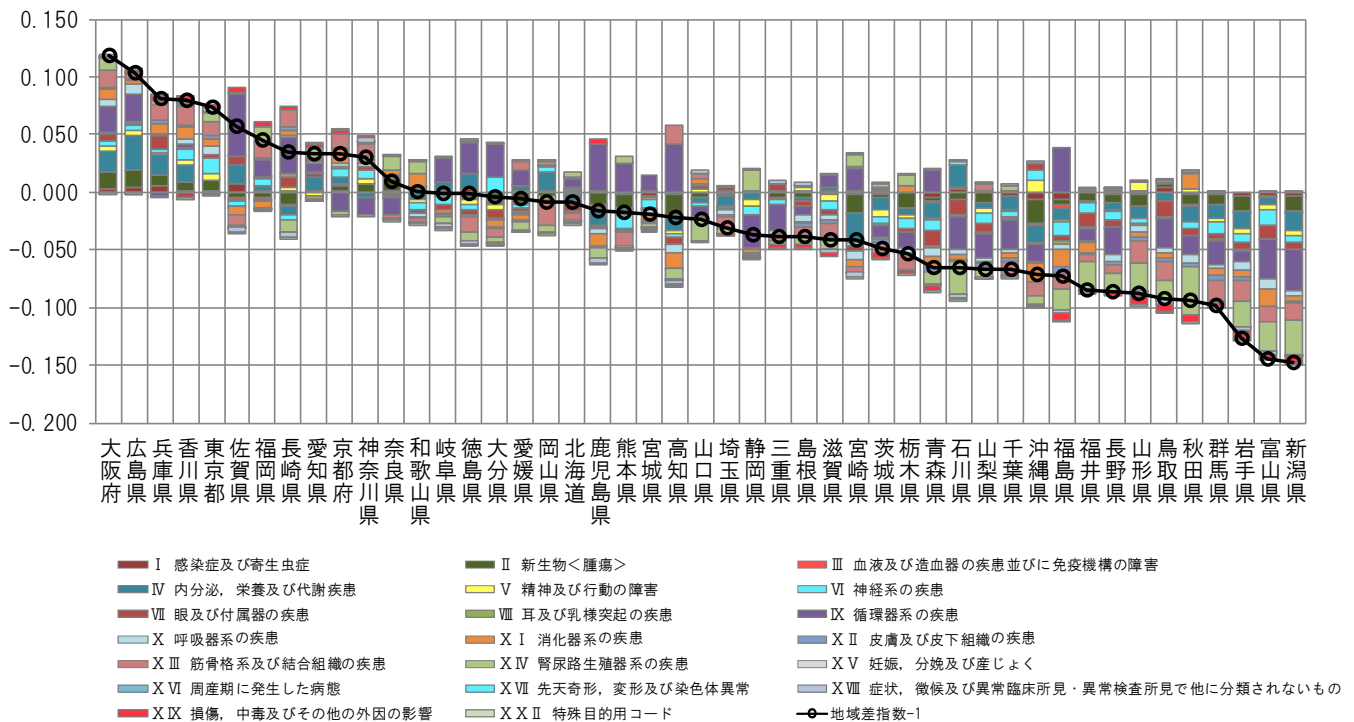 0.150
0.100
0.050
0.000
-0.050
-0.100
-0.150
-0.200
大阪府
広島県
兵庫県
香川県
東京都
佐賀県
福岡県
長崎県
愛知県
京都府
神奈川県
奈良県
和歌山県
岐阜県
徳島県
大分県
愛媛県
岡山県
北海道
鹿児島県
熊本県
宮城県
高知県
山口県
埼玉県
静岡県
三重県
島根県
滋賀県
宮崎県
茨城県
栃木県
青森県
石川県
山梨県
千葉県
沖縄県
福島県
福井県
長野県
山形県
鳥取県
秋田県
群馬県
岩手県
富山県
新潟県
Ⅰ 感染症及び寄生虫症
Ⅱ 新生物＜腫瘍＞
Ⅲ 血液及び造血器の疾患並びに免疫機構の障害
Ⅳ 内分泌，栄養及び代謝疾患
Ⅴ 精神及び行動の障害
Ⅵ 神経系の疾患
Ⅶ 眼及び付属器の疾患
Ⅷ 耳及び乳様突起の疾患
Ⅸ 循環器系の疾患
Ⅹ 呼吸器系の疾患
ⅩⅠ 消化器系の疾患
ⅩⅡ 皮膚及び皮下組織の疾患
ⅩⅢ 筋骨格系及び結合組織の疾患
ⅩⅣ 腎尿路生殖器系の疾患
ⅩⅤ 妊娠，分娩及び産じょく
ⅩⅥ 周産期に発生した病態
ⅩⅦ 先天奇形，変形及び染色体異常
ⅩⅧ 症状，徴候及び異常臨床所見・異常検査所見で他に分類されないもの
ⅩⅨ 損傷，中毒及びその他の外因の影響
ⅩⅩⅡ 特殊目的用コード
地域差指数-1